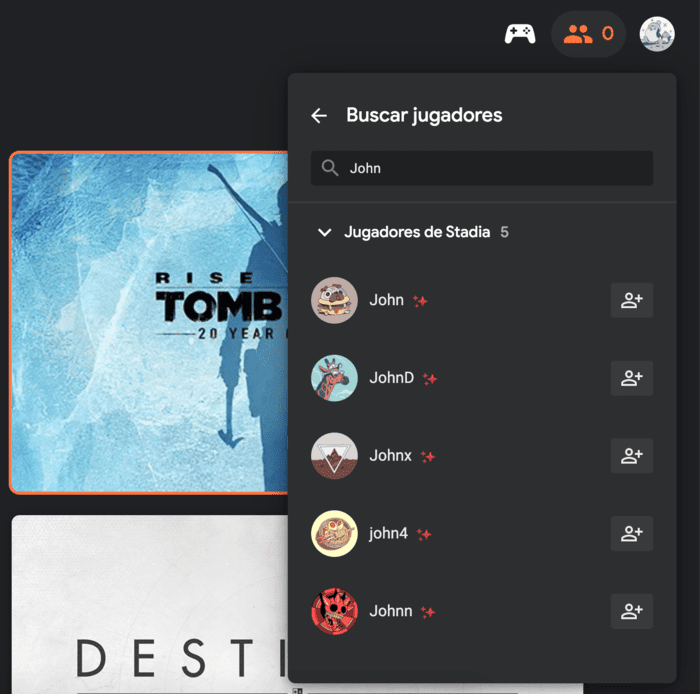 0
Buscar jugadores
John
Jugadores de Stadia 5
John
JohnD
Johnx
john4
Johnn
RISE
TOMB
20 YEAR
DESTI